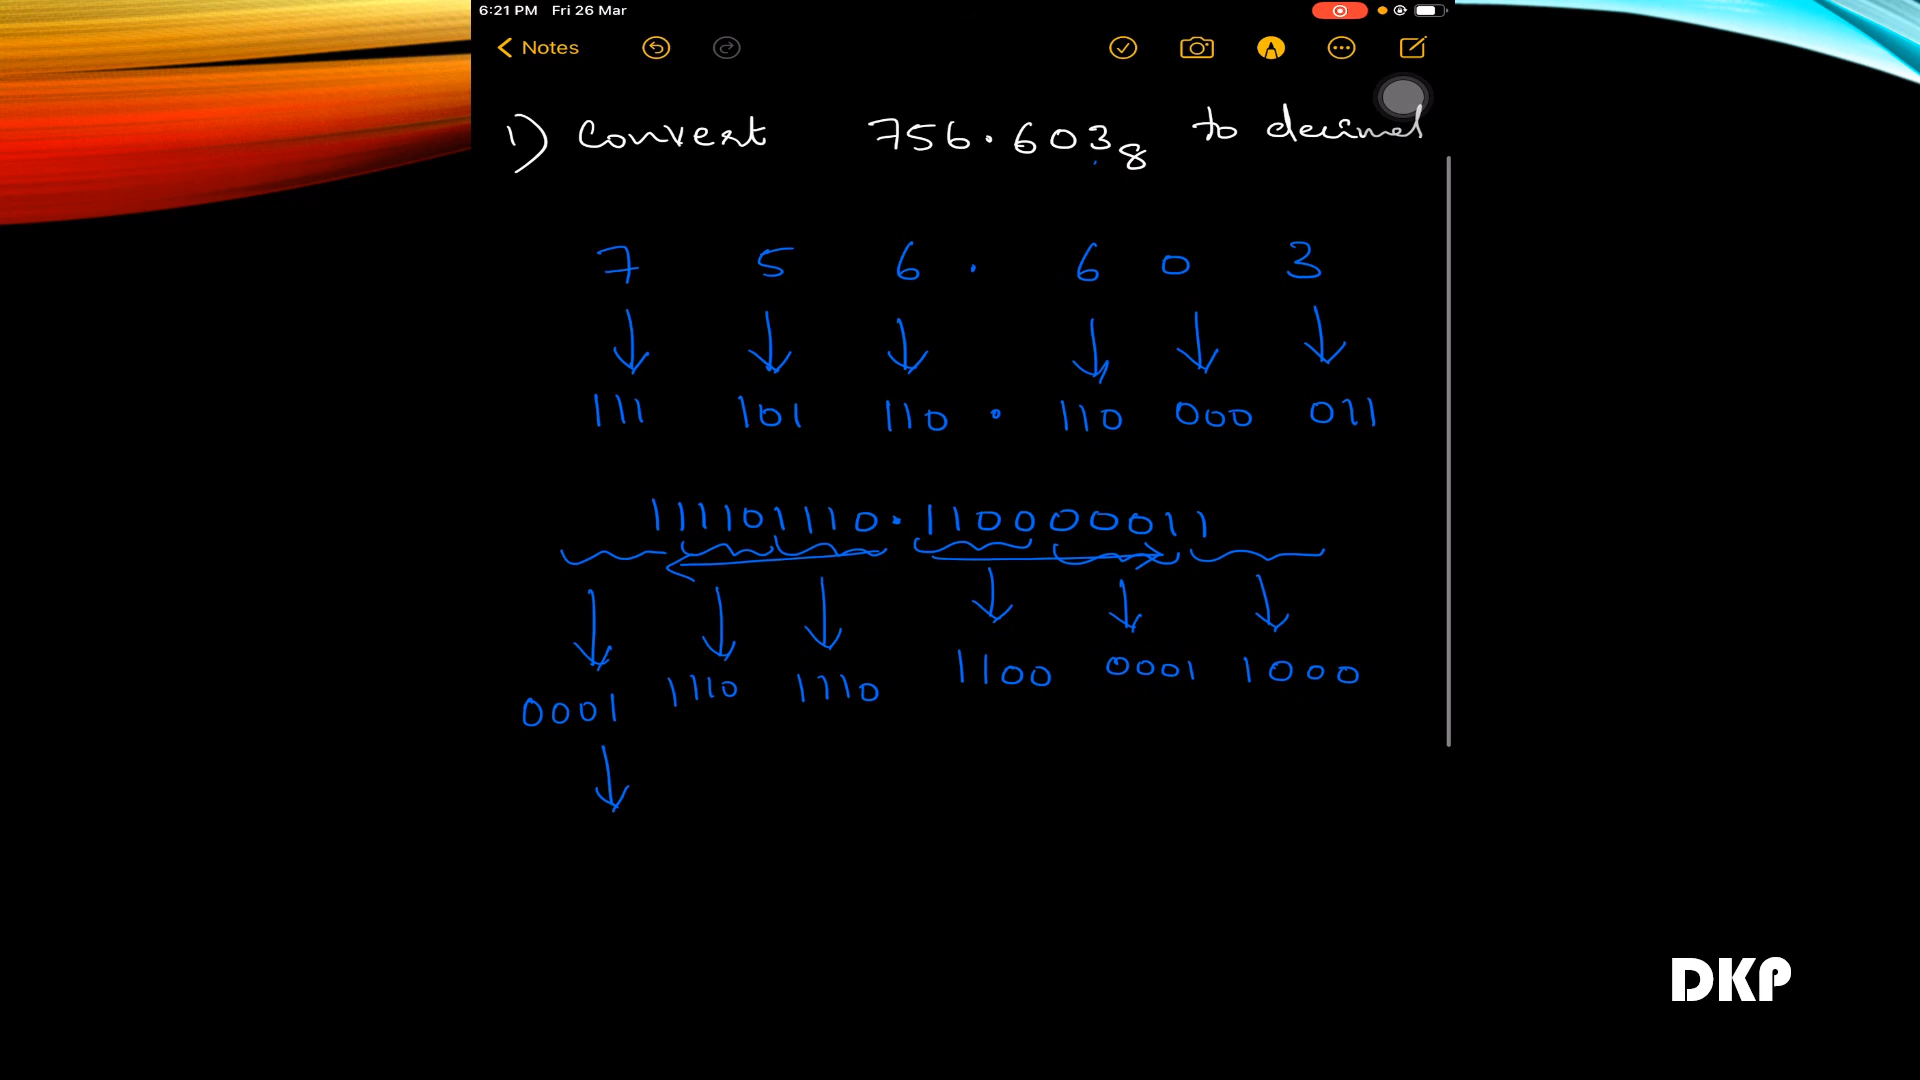 6:21 PM Fri 26 Mar
Notes
1) Convert 756.603₈ to decimel
7 5 6 . 6 0 3
111 101 110 . 110 000 011
111101110.110000011
1100 0001 1000
0001 1110 1110
DKP